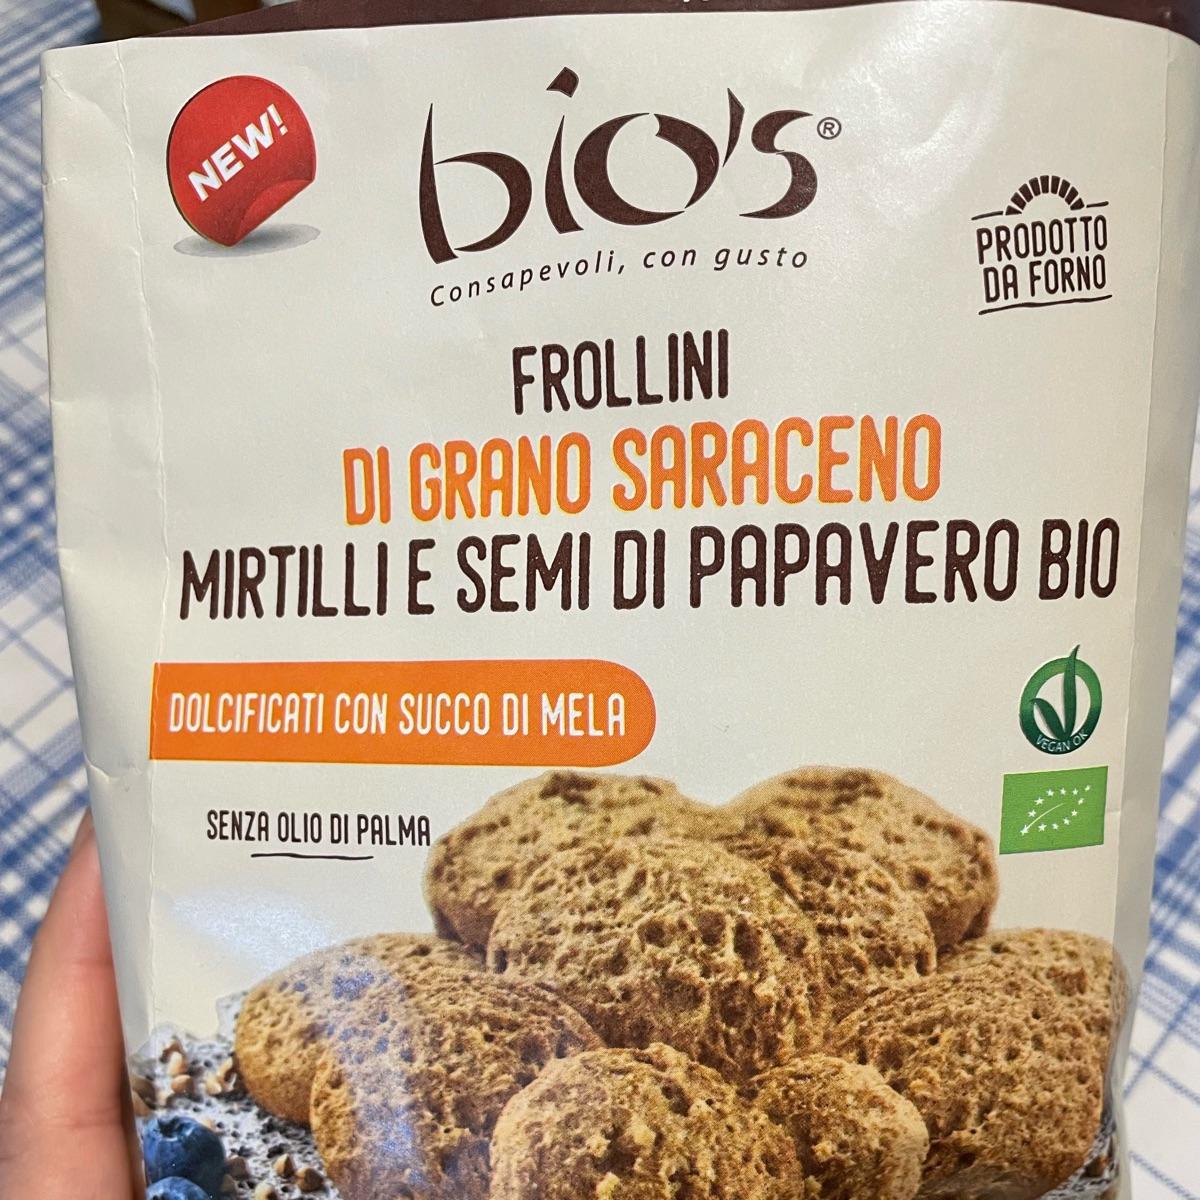 NEW!
bio's®
Consapevoli, con gusto
PRODOTTO
DA FORNO
FROLLINI
DI GRANO SARACENO
MIRTILLI E SEMI DI PAPAVERO BIO
DOLCIFICATI CON SUCCO DI MELA
VEGAN OK
SENZA OLIO DI PALMA